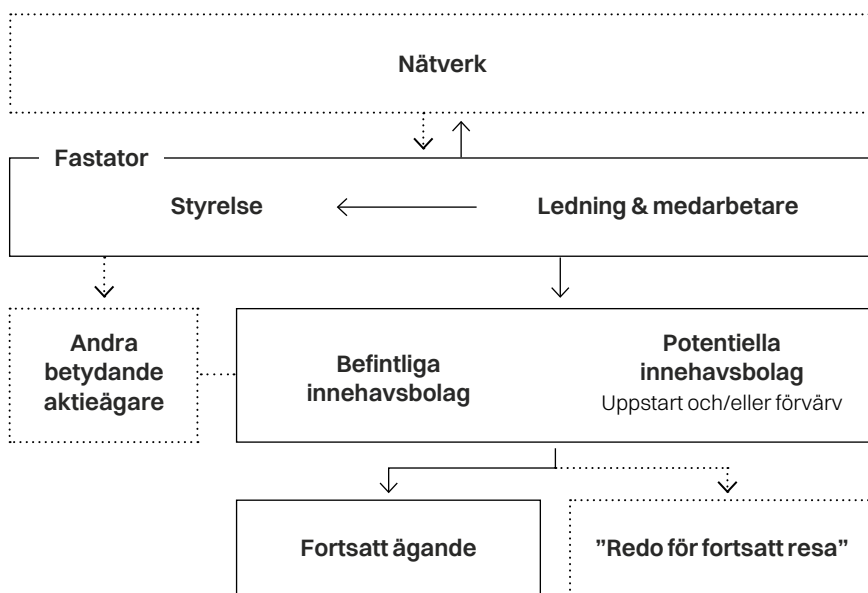 Nätverk
Fastator
Styrelse
Ledning & medarbetare
Andra
betydande
aktieägare
Befintliga
innehavsbolag
Potentiella
innehavsbolag
Uppstart och/eller förvärv
Fortsatt ägande
”Redo för fortsatt resa”